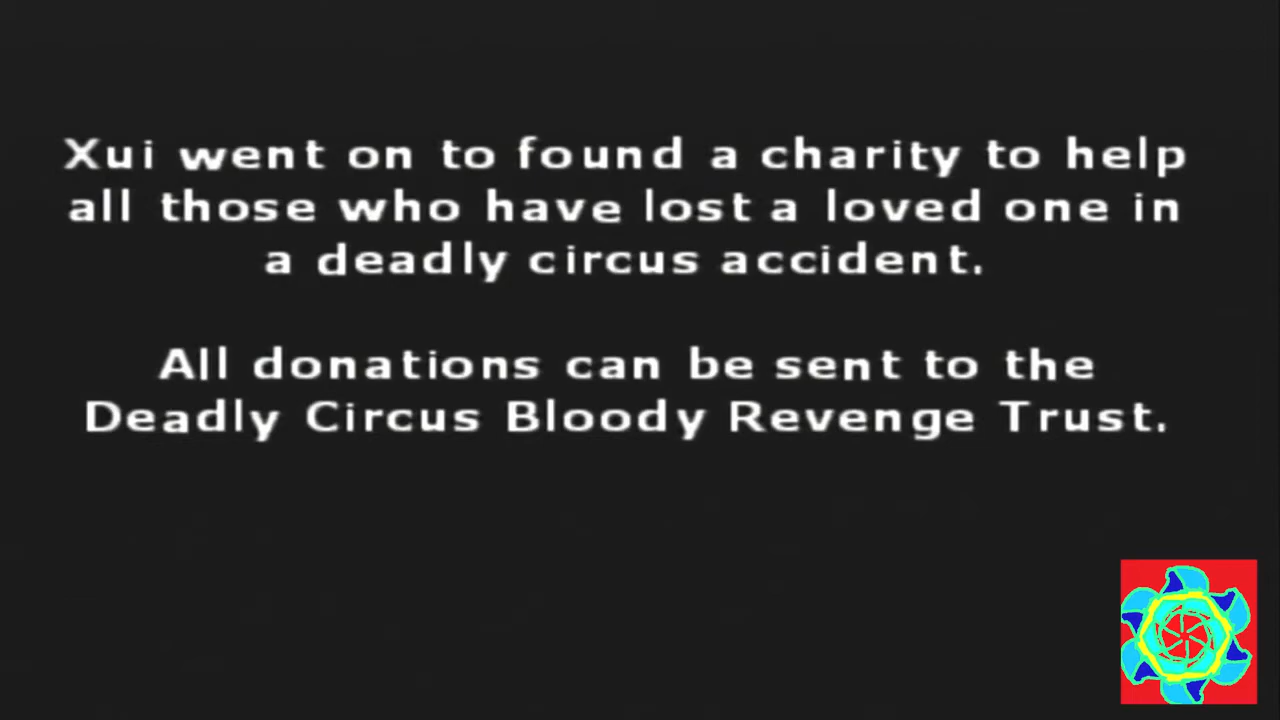 Xui went on to found a charity to help
all those who have lost a loved one in
a deadly circus accident.
All donations can be sent to the
Deadly Circus Bloody Revenge Trust.